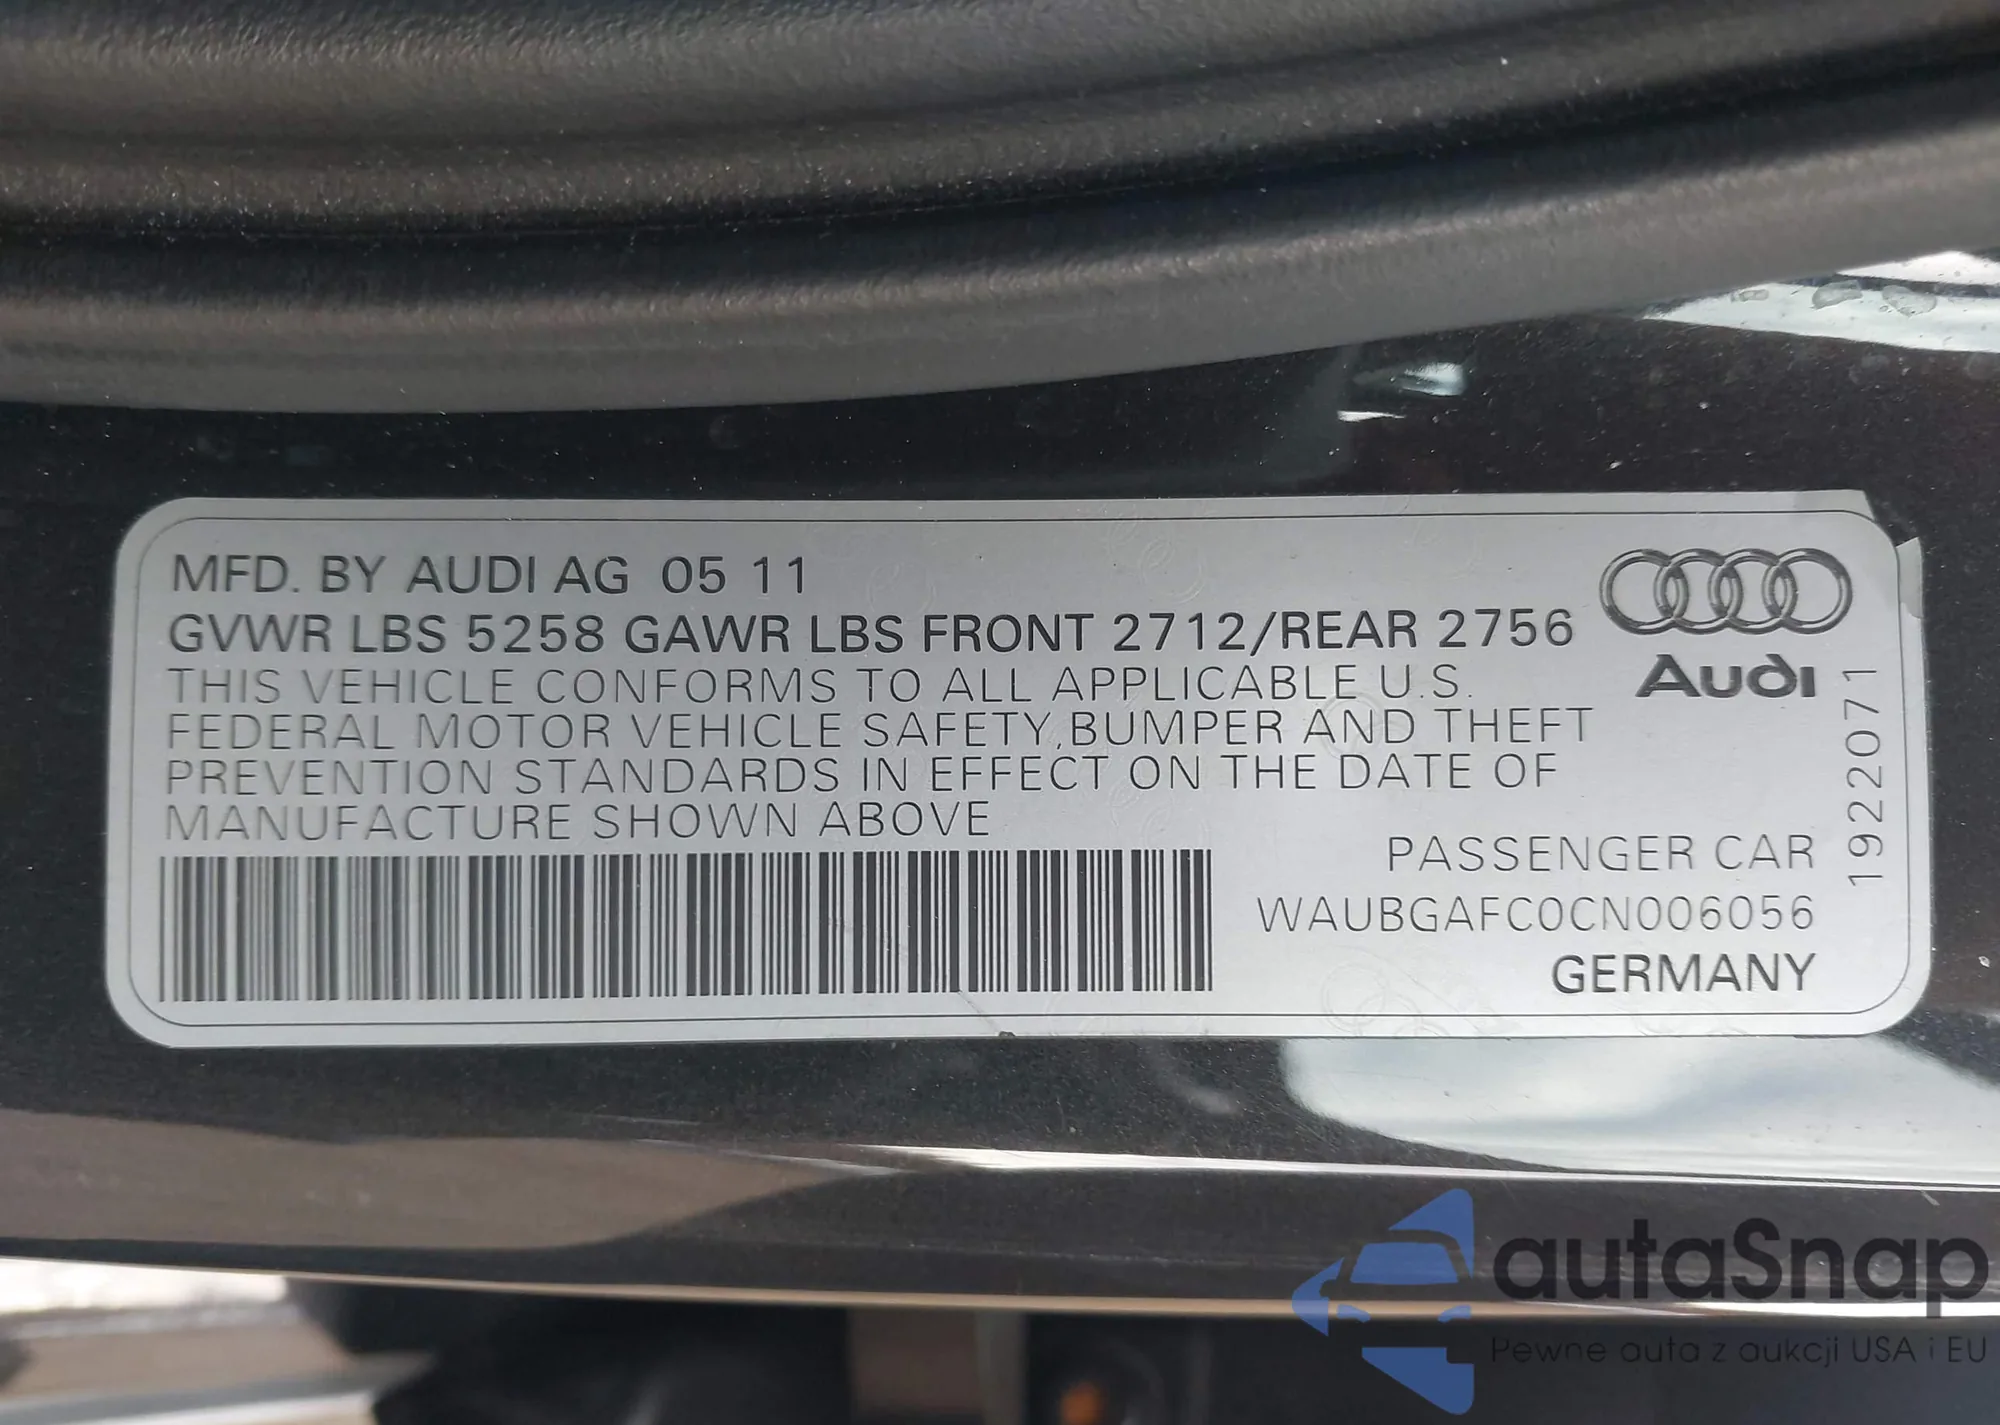 MFD. BY AUDI AG 05 11
GVWR LBS 5258 GAWR LBS FRONT 2712/REAR 2756
THIS VEHICLE CONFORMS TO ALL APPLICABLE U.S.
FEDERAL MOTOR VEHICLE SAFETY,BUMPER AND THEFT
PREVENTION STANDARDS IN EFFECT ON THE DATE OF
MANUFACTURE SHOWN ABOVE
Audi
1922071
PASSENGER CAR
WAUBGAFC0CN006056
GERMANY
autaSnap
Pewne auta z aukcji USA i EU